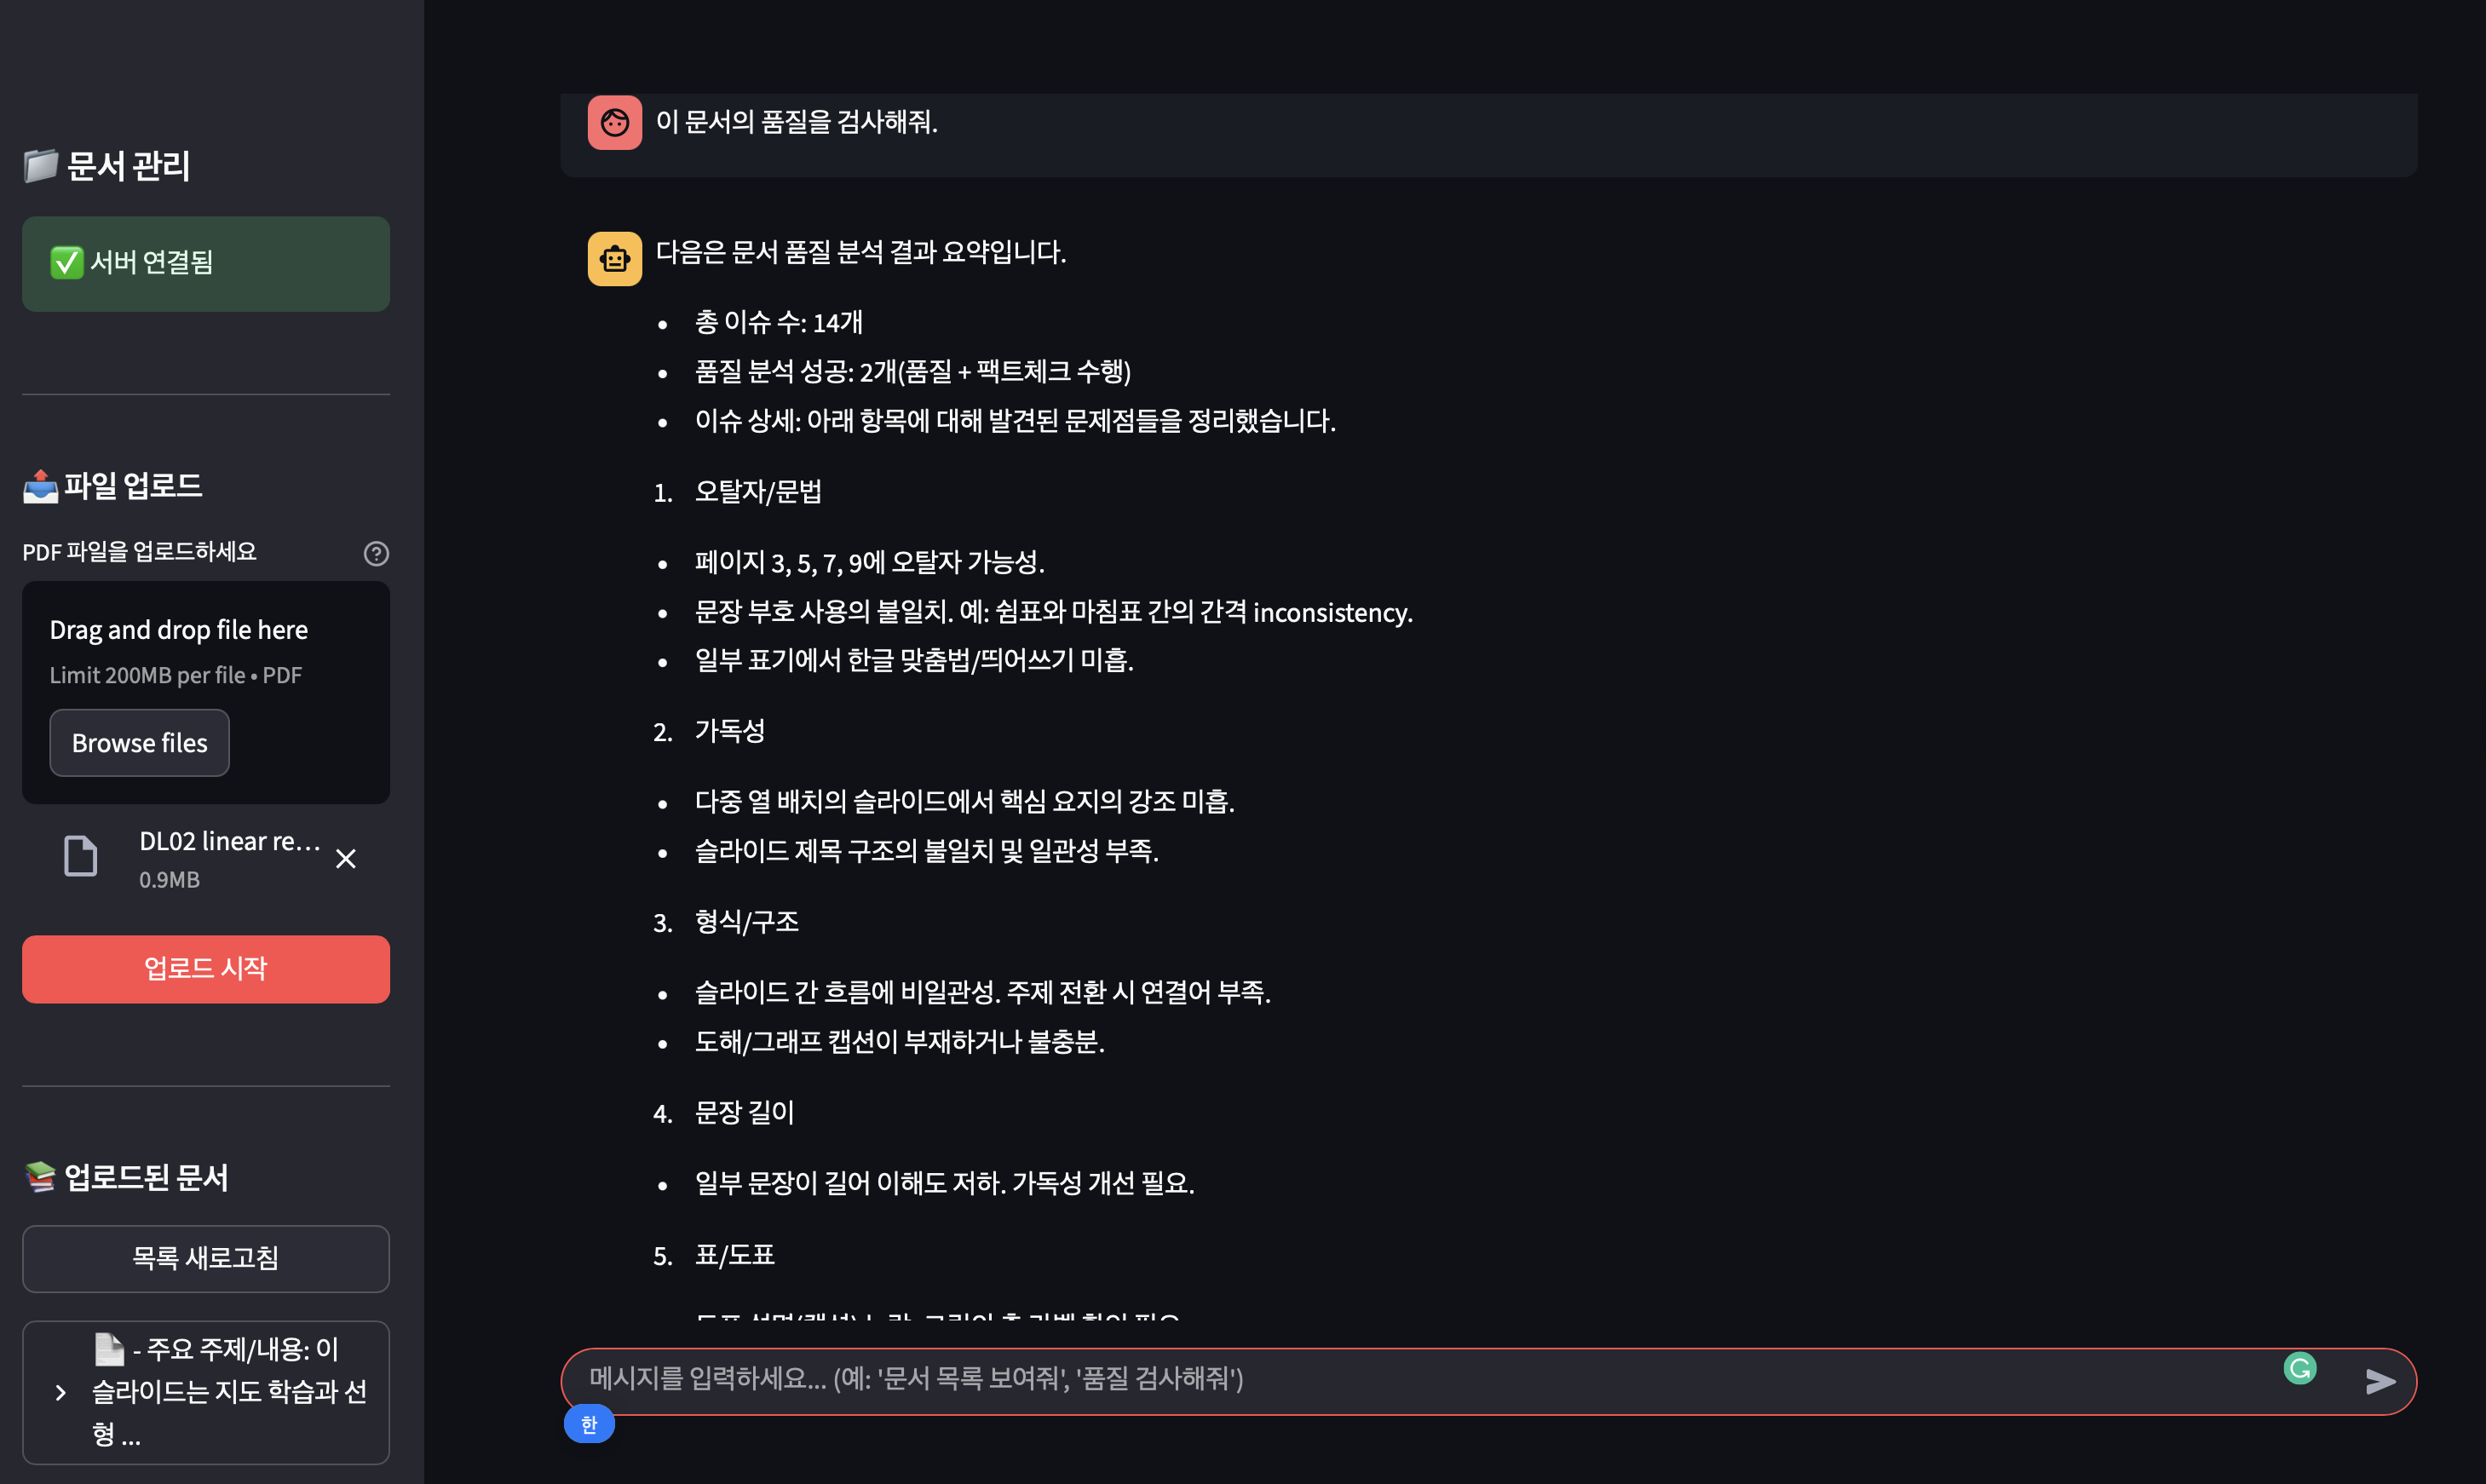 문서 관리
서버 연결됨
파일 업로드
PDF 파일을 업로드하세요
Drag and drop file here
Limit 200MB per file • PDF
Browse files
DL02 linear re...
0.9MB
업로드 시작
업로드된 문서
목록 새로고침
- 주요 주제/내용: 이
슬라이드는 지도 학습과 선
형 ...
이 문서의 품질을 검사해줘.
다음은 문서 품질 분석 결과 요약입니다.
• 총 이슈 수: 14개
• 품질 분석 성공: 2개(품질 + 팩트체크 수행)
• 이슈 상세: 아래 항목에 대해 발견된 문제점들을 정리했습니다.
1. 오탈자/문법
• 페이지 3, 5, 7, 9에 오탈자 가능성.
• 문장 부호 사용의 불일치. 예: 쉼표와 마침표 간의 간격 inconsistency.
• 일부 표기에서 한글 맞춤법/띄어쓰기 미흡.
2. 가독성
• 다중 열 배치의 슬라이드에서 핵심 요지의 강조 미흡.
• 슬라이드 제목 구조의 불일치 및 일관성 부족.
3. 형식/구조
• 슬라이드 간 흐름에 비일관성. 주제 전환 시 연결어 부족.
• 도해/그래프 캡션이 부재하거나 불충분.
4. 문장 길이
• 일부 문장이 길어 이해도 저하. 가독성 개선 필요.
5. 표/도표
메시지를 입력하세요... (예: '문서 목록 보여줘', '품질 검사해줘')
한